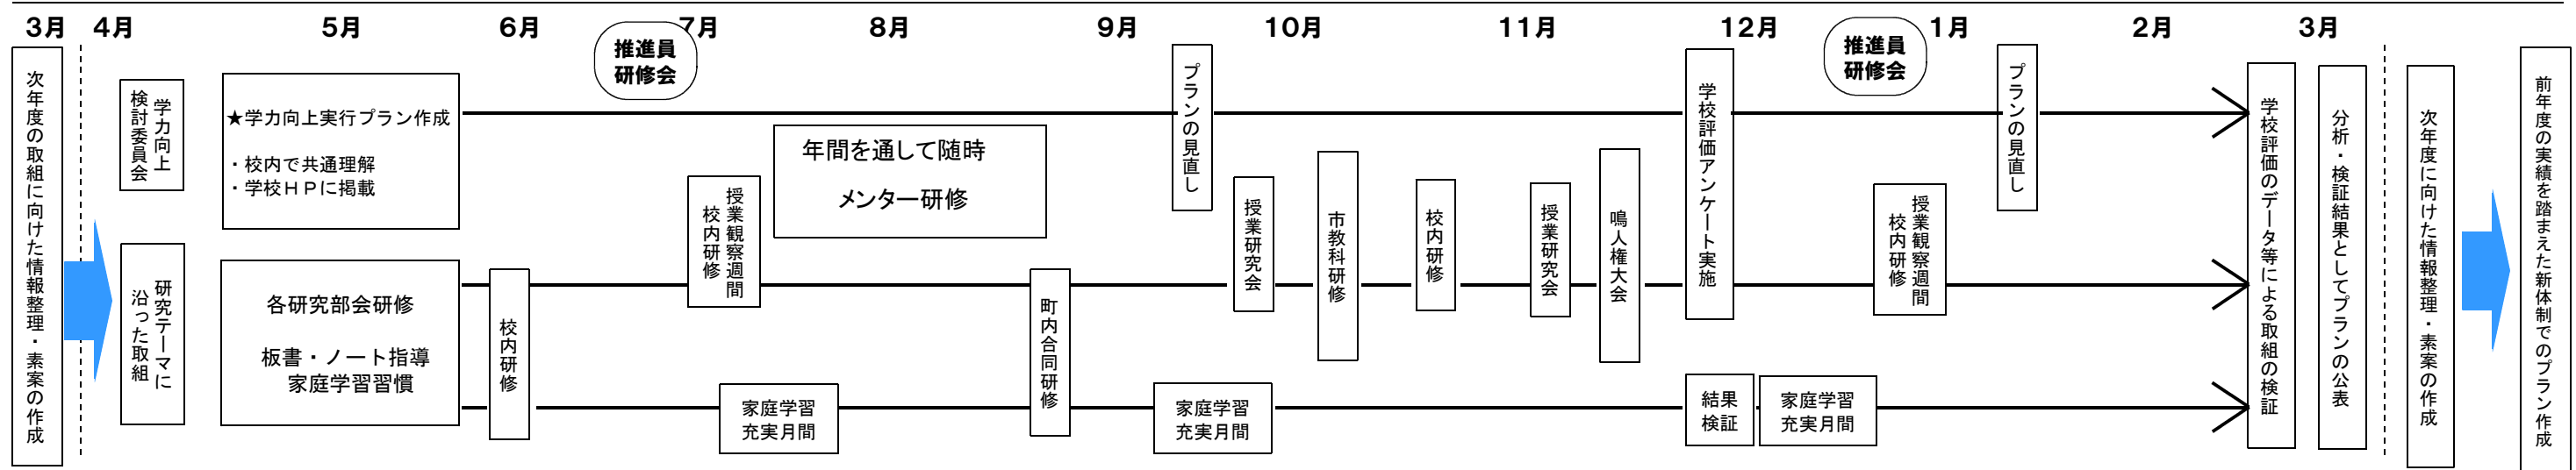 3月
4月
5月
6月
7月
8月
9月
10月
11月
12月
1月
2月
3月
推進員
研修会
推進員
研修会
次年度の取組に向けた情報整理・素案の作成
学力向上
検討委員会
研究テーマに
沿った取組
★学力向上実行プラン作成
・校内で共通理解
・学校HPに掲載
各研究部会研修
板書・ノート指導
家庭学習習慣
校内研修
授業観察週間
校内研修
家庭学習
充実月間
年間を通して随時
メンター研修
町内合同研修
プランの見直し
家庭学習
充実月間
授業研究会
市教科研修
校内研修
授業研究会
鳴人権大会
学校評価アンケート実施
結果
検証
家庭学習
充実月間
授業観察週間
校内研修
プランの見直し
学校評価のデータ等による取組の検証
分析・検証結果としてプランの公表
次年度に向けた情報整理・素案の作成
前年度の実績を踏まえた新体制でのプラン作成